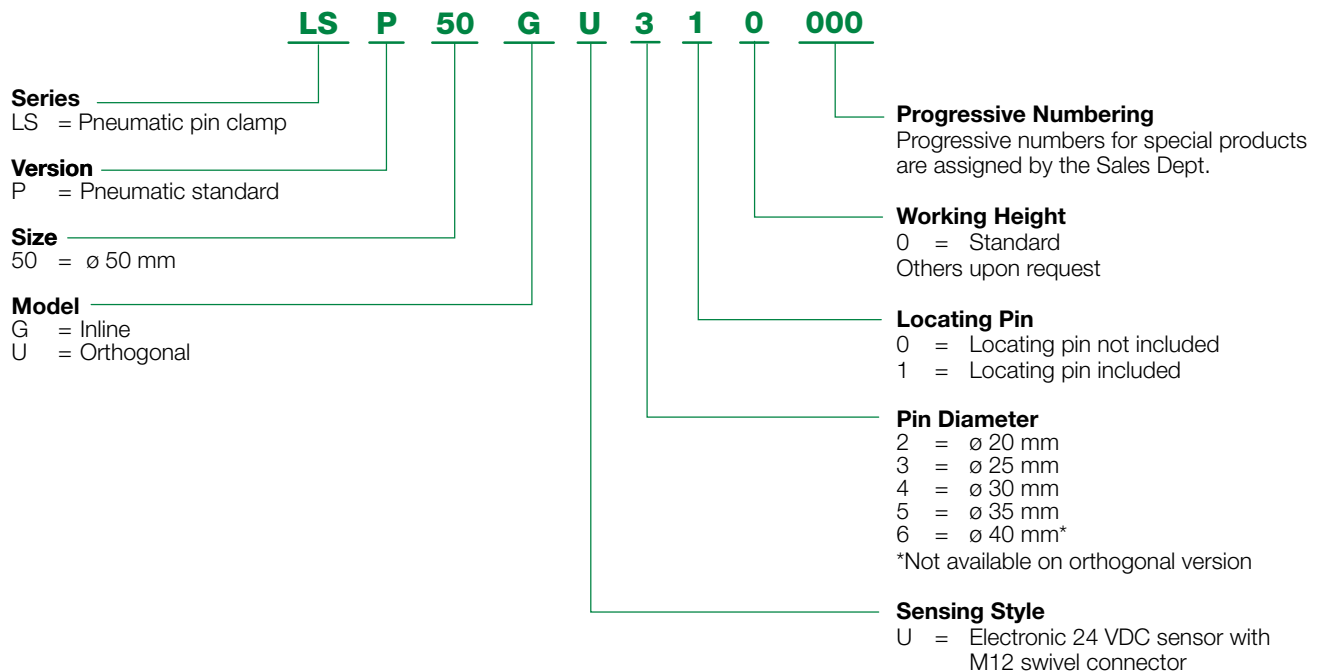 LS P 50 G U 3 1 0 000
Series
LS = Pneumatic pin clamp
Version
P = Pneumatic standard
Size
50 = ø 50 mm
Model
G = Inline
U = Orthogonal
Progressive Numbering
Progressive numbers for special products
are assigned by the Sales Dept.
Working Height
0 = Standard
Others upon request
Locating Pin
0 = Locating pin not included
1 = Locating pin included
Pin Diameter
2 = ø 20 mm
3 = ø 25 mm
4 = ø 30 mm
5 = ø 35 mm
6 = ø 40 mm*
*Not available on orthogonal version
Sensing Style
U = Electronic 24 VDC sensor with
M12 swivel connector